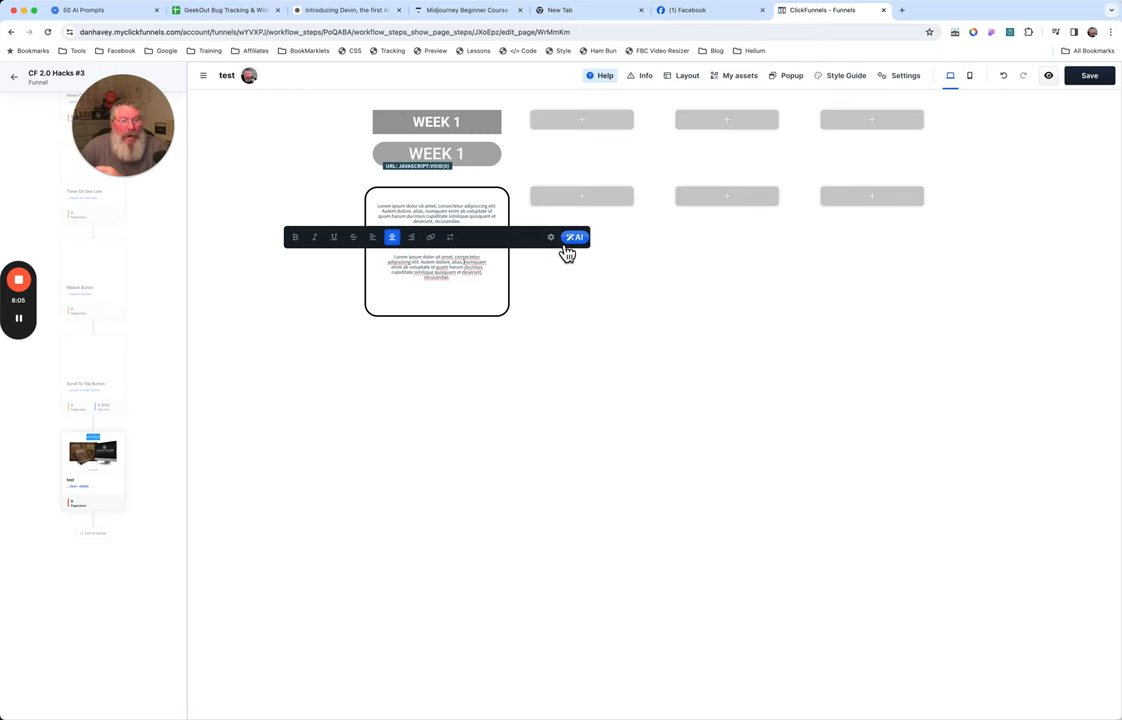 50 AI Prompts
GeekOut Bug Tracking & Wis
Introducing Devin, the first AI
Midjourney Beginner Course
New Tab
(1) Facebook
ClickFunnels - Funnels
danhavey.myclickfunnels.com/account/funnels/wYVXPJ/workflow_steps/PoQABA/workflow_steps_show_page_steps/JXoEpz/edit_page/WrMmKm
Bookmarks
Tools
Facebook
Google
Training
Affiliates
BookMarklets
CSS
Tracking
Preview
Lessons
Style
Ham Bun
FBC Video Resizer
Blog
Helium
All Bookmarks
CF 2.0 Hacks #3
Funnel
test
Help
Info
Layout
My assets
Popup
Style Guide
Settings
Save
WEEK 1
WEEK 1
URL: JAVASCRIPT:VOID(0)
Lorem ipsum dolor sit amet, consectetur adipisicing elit.
Autem dolore, alias, numquam enim ab voluptate id
quam harum ducimus cupiditate similique quisquam et
deserunt, recusandae.
B
I
U
S
AI
Lorem ipsum dolor sit amet, consectetur
adipisicing elit. Autem dolore, alias, numquam
enim ab voluptate id quam harum ducimus
cupiditate similique quisquam et deserunt,
recusandae.
Timer On One Line
Ribbon Button
8:05
Scroll To Top Button
test
End of funnel